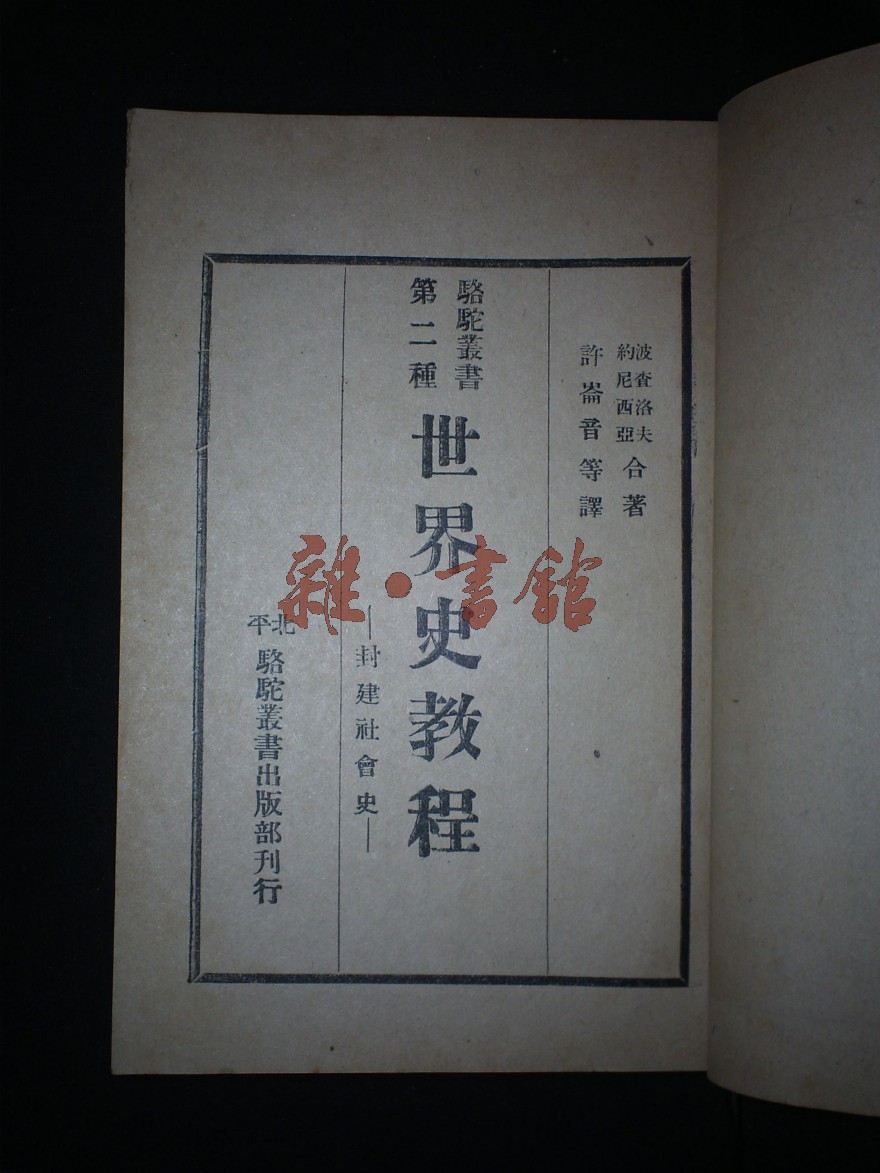 波查洛夫
約尼西亞
合著
許崙音等譯
駱駝叢書
第二種
世界史教程
—封建社會史—
北平
駱駝叢書出版部刊行
雜·書館